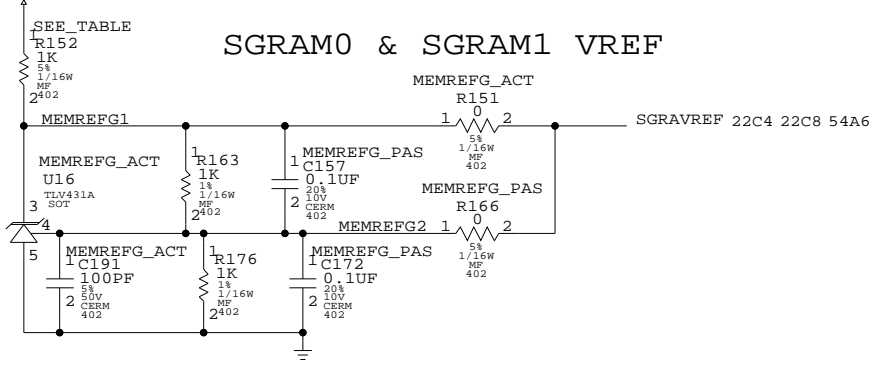 SEE_TABLE
1
R152
1K
5%
1/16W
MF
402
2
SGRAM0 & SGRAM1 VREF
MEMREFG_ACT
R151
0
1
2
5%
1/16W
MF
402
MEMREFG1
SGRAVREF 22C4 22C8 54A6
MEMREFG_ACT
U16
TLV431A
SOT
3
4
5
1
R163
1K
1%
1/16W
MF
402
2
MEMREFG_PAS
1
C157
0.1UF
20%
10V
CERM
402
2
MEMREFG_PAS
R166
0
MEMREFG2
1
2
5%
1/16W
MF
402
MEMREFG_ACT
1
C191
100PF
5%
50V
CERM
402
2
1
R176
1K
1%
1/16W
MF
402
2
MEMREFG_PAS
1
C172
0.1UF
20%
10V
CERM
402
2